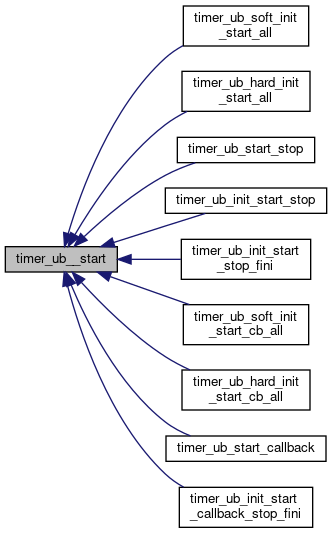 timer_ub_soft_init
_start_all
timer_ub_hard_init
_start_all
timer_ub_start_stop
timer_ub_init_start_stop
timer_ub__start
timer_ub_init_start
_stop_fini
timer_ub_soft_init
_start_cb_all
timer_ub_hard_init
_start_cb_all
timer_ub_start_callback
timer_ub_init_start
_callback_stop_fini